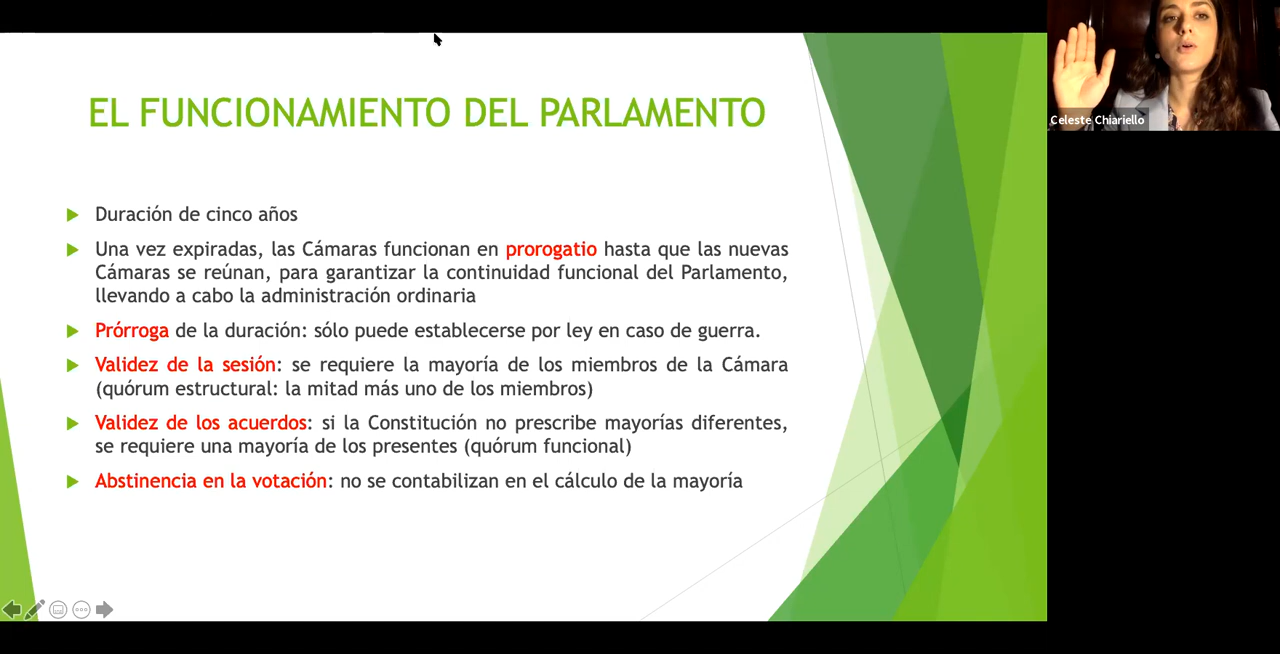 EL FUNCIONAMIENTO DEL PARLAMENTO
Duración de cinco años
Una vez expiradas, las Cámaras funcionan en prorogatio hasta que las nuevas
Cámaras se reúnan, para garantizar la continuidad funcional del Parlamento,
llevando a cabo la administración ordinaria
Prórroga de la duración: sólo puede establecerse por ley en caso de guerra.
Validez de la sesión: se requiere la mayoría de los miembros de la Cámara
(quórum estructural: la mitad más uno de los miembros)
Validez de los acuerdos: si la Constitución no prescribe mayorías diferentes,
se requiere una mayoría de los presentes (quórum funcional)
Abstinencia en la votación: no se contabilizan en el cálculo de la mayoría
Celeste Chiariello